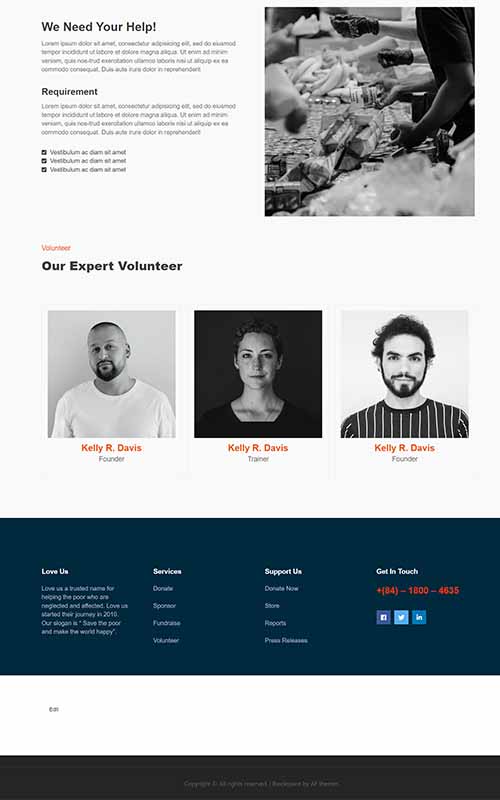 We Need Your Help!
Lorem ipsum dolor sit amet, consectetur adipisicing elit, sed do eiusmod
tempor incididunt ut labore et dolore magna aliqua. Ut enim ad minim
veniam, quis nos-trud exercitation ullamco laboris nisi ut aliquip ex ea
commodo consequat. Duis aute irure dolor in reprehenderit
Requirement
Lorem ipsum dolor sit amet, consectetur adipisicing elit, sed do eiusmod
tempor incididunt ut labore et dolore magna aliqua. Ut enim ad minim
veniam, quis nos-trud exercitation ullamco laboris nisi ut aliquip ex ea
commodo consequat. Duis aute irure dolor in reprehenderit
Vestibulum ac diam sit amet
Vestibulum ac diam sit amet
Vestibulum ac diam sit amet
Volunteer
Our Expert Volunteer
Kelly R. Davis
Founder
Kelly R. Davis
Trainer
Kelly R. Davis
Founder
Love Us
Love us a trusted name for
helping the poor who are
neglected and affected. Love us
started their journey in 2010.
Our slogan is " Save the poor
and make the world happy".
Services
Donate
Sponsor
Fundraise
Volunteer
Support Us
Donate Now
Store
Reports
Press Releases
Get In Touch
+(84) – 1800 – 4635
Edit
Copyright © All rights reserved. | Blockspare by AF themes.